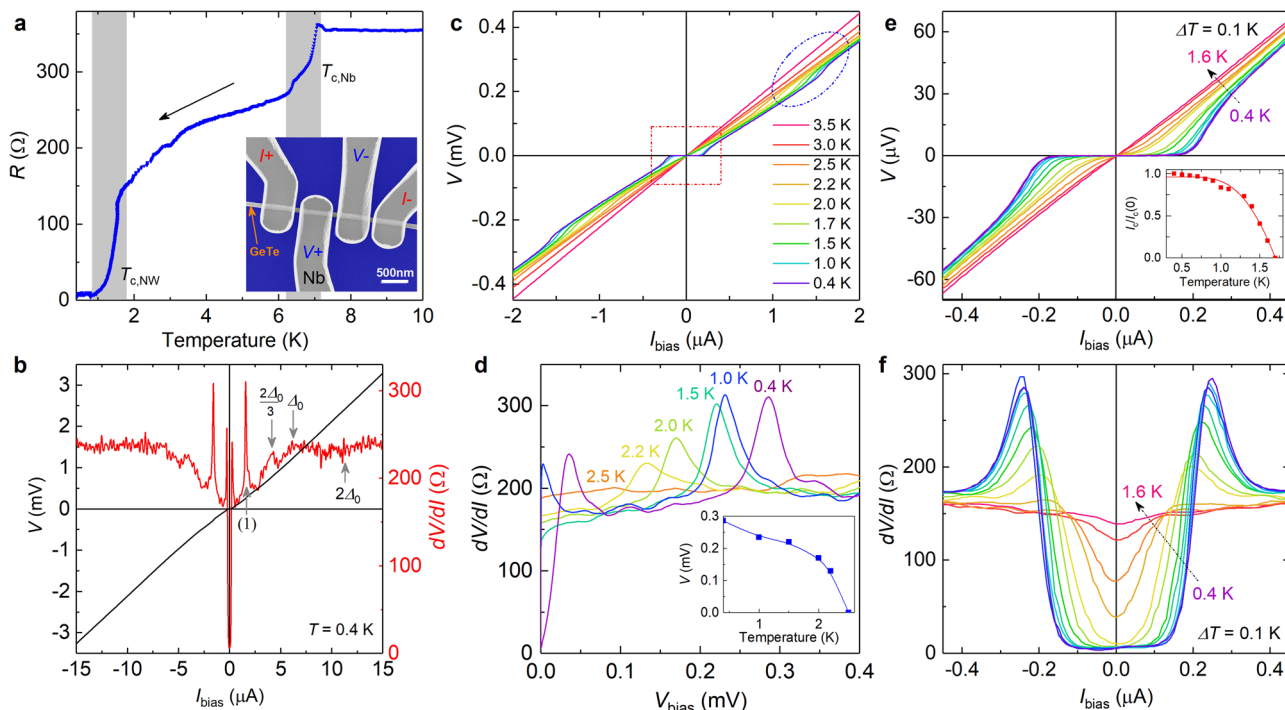 a
R (Ω)
300
200
100
0
T_c,Nb
T_c,NW
I+
V-
I-
GeTe
V+
Nb
500nm
2 4 6 8 10
Temperature (K)
b
V (mV)
3
2
1
0
-1
-2
-3
2Δ₀
3
Δ₀
2Δ₀
(1)
T = 0.4 K
300
200
100
0
dV/dI (Ω)
-15 -10 -5 0 5 10 15
I_bias (μA)
c
V (mV)
0.4
0.2
0.0
-0.2
-0.4
3.5 K
3.0 K
2.5 K
2.2 K
2.0 K
1.7 K
1.5 K
1.0 K
0.4 K
-2 -1 0 1 2
I_bias (μA)
d
dV/dI (Ω)
300
200
100
0
1.0 K
0.4 K
1.5 K
2.0 K
2.2 K
2.5 K
V (mV)
0.3
0.2
0.1
0.0
1 2
Temperature (K)
0.0 0.1 0.2 0.3 0.4
V_bias (mV)
e
V (μV)
60
30
0
-30
-60
ΔT = 0.1 K
1.6 K
0.4 K
I_c/I_c(0)
1.0
0.5
0.0
0.5 1.0 1.5
Temperature (K)
-0.4 -0.2 0.0 0.2 0.4
I_bias (μA)
f
dV/dI (Ω)
300
200
100
0
1.6 K
0.4 K
ΔT = 0.1 K
-0.4 -0.2 0.0 0.2 0.4
I_bias (μA)